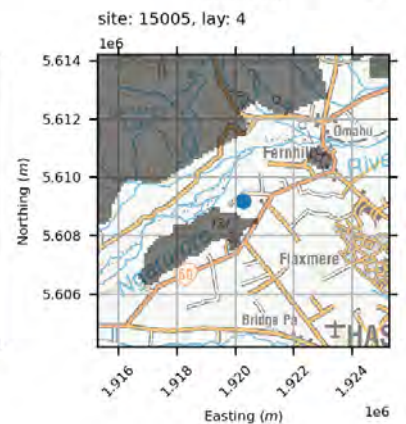 site: 15005, lay: 4
1e6
5.614
5.612
5.610
5.608
5.606
Northing (m)
Omahu
Fernhill
River
Flaxmere
50
Bridge Pa
HAS
1.916
1.918
1.920
1.922
1.924
Easting (m)
1e6